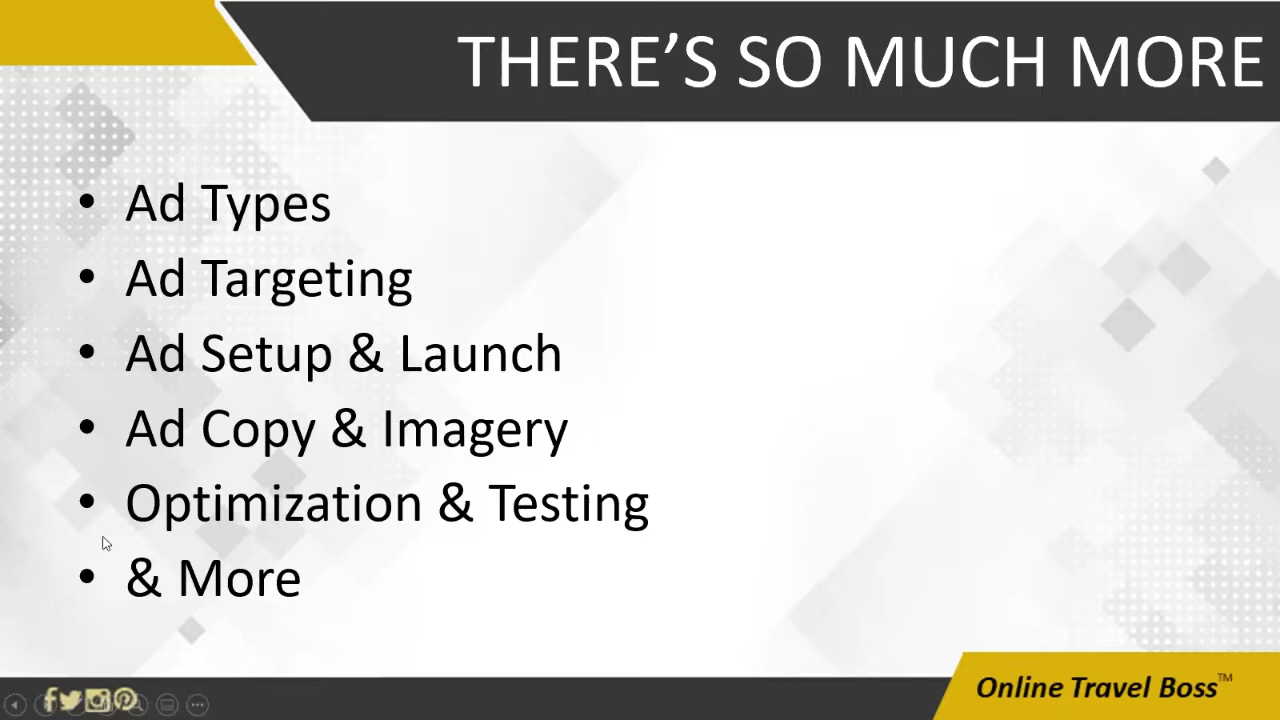 THERE’S SO MUCH MORE
• Ad Types
• Ad Targeting
• Ad Setup & Launch
• Ad Copy & Imagery
• Optimization & Testing
• & More
Online Travel Boss™